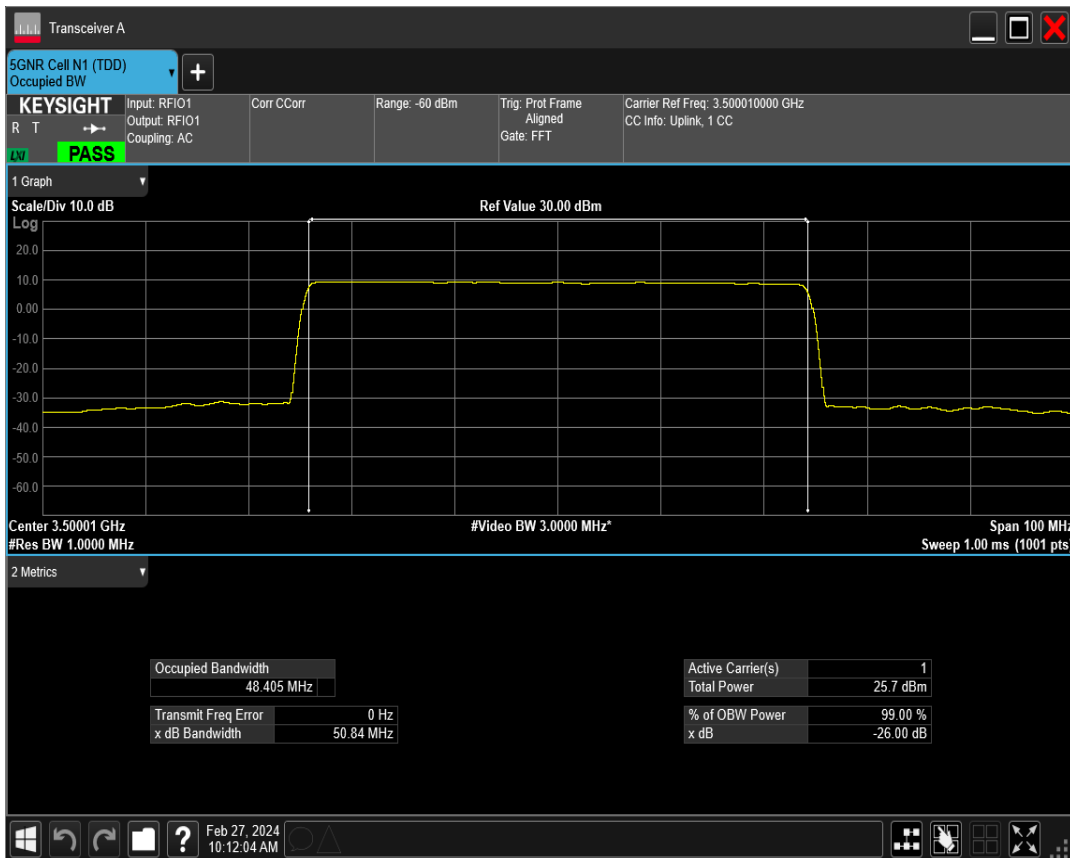 Transceiver A
5GNR Cell N1 (TDD)
Occupied BW
KEYSIGHT
R T
LXI
PASS
Input: RFIO1
Output: RFIO1
Coupling: AC
Corr CCorr
Range: -60 dBm
Trig: Prot Frame
Aligned
Gate: FFT
Carrier Ref Freq: 3.500010000 GHz
CC Info: Uplink, 1 CC
1 Graph
Scale/Div 10.0 dB
Ref Value 30.00 dBm
Log
20.0
10.0
0.00
-10.0
-20.0
-30.0
-40.0
-50.0
-60.0
Center 3.50001 GHz
#Video BW 3.0000 MHz*
Span 100 MHz
#Res BW 1.0000 MHz
Sweep 1.00 ms (1001 pts)
2 Metrics
Occupied Bandwidth
48.405 MHz
Transmit Freq Error 0 Hz
x dB Bandwidth 50.84 MHz
Active Carrier(s) 1
Total Power 25.7 dBm
% of OBW Power 99.00 %
x dB -26.00 dB
?
Feb 27, 2024
10:12:04 AM